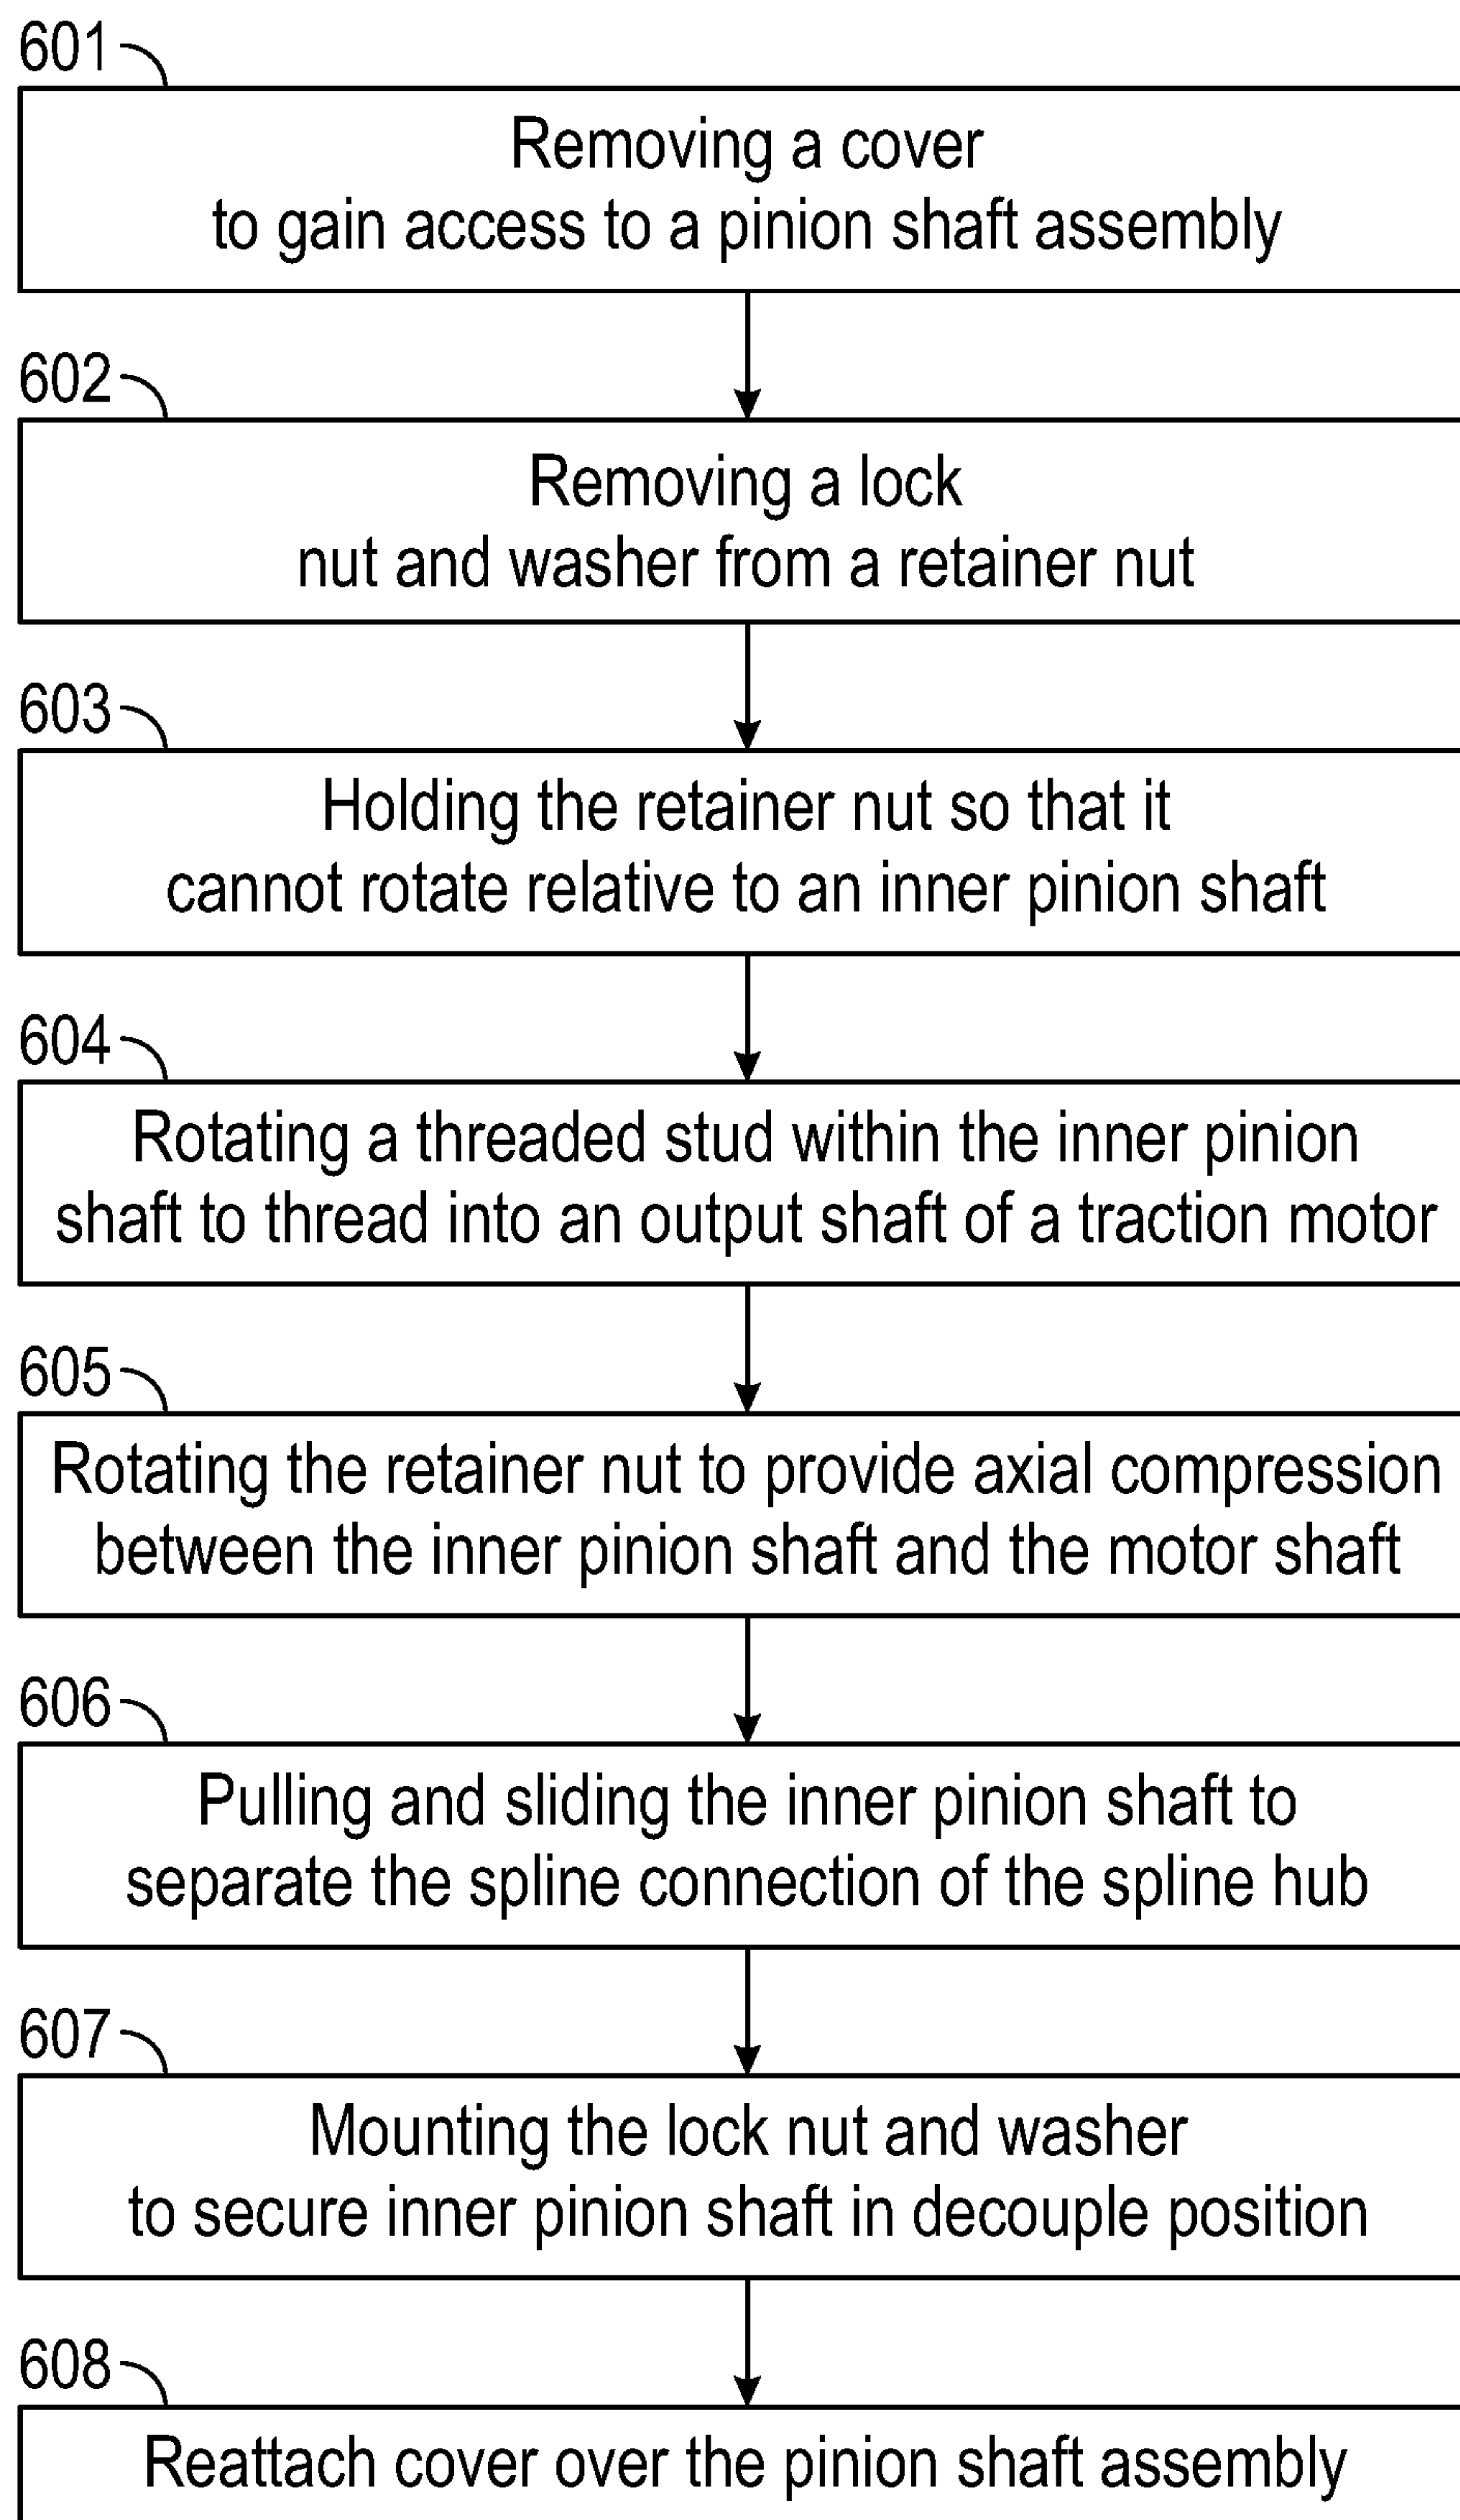 601
Removing a cover
to gain access to a pinion shaft assembly
602
Removing a lock
nut and washer from a retainer nut
603
Holding the retainer nut so that it
cannot rotate relative to an inner pinion shaft
604
Rotating a threaded stud within the inner pinion
shaft to thread into an output shaft of a traction motor
605
Rotating the retainer nut to provide axial compression
between the inner pinion shaft and the motor shaft
606
Pulling and sliding the inner pinion shaft to
separate the spline connection of the spline hub
607
Mounting the lock nut and washer
to secure inner pinion shaft in decouple position
608
Reattach cover over the pinion shaft assembly